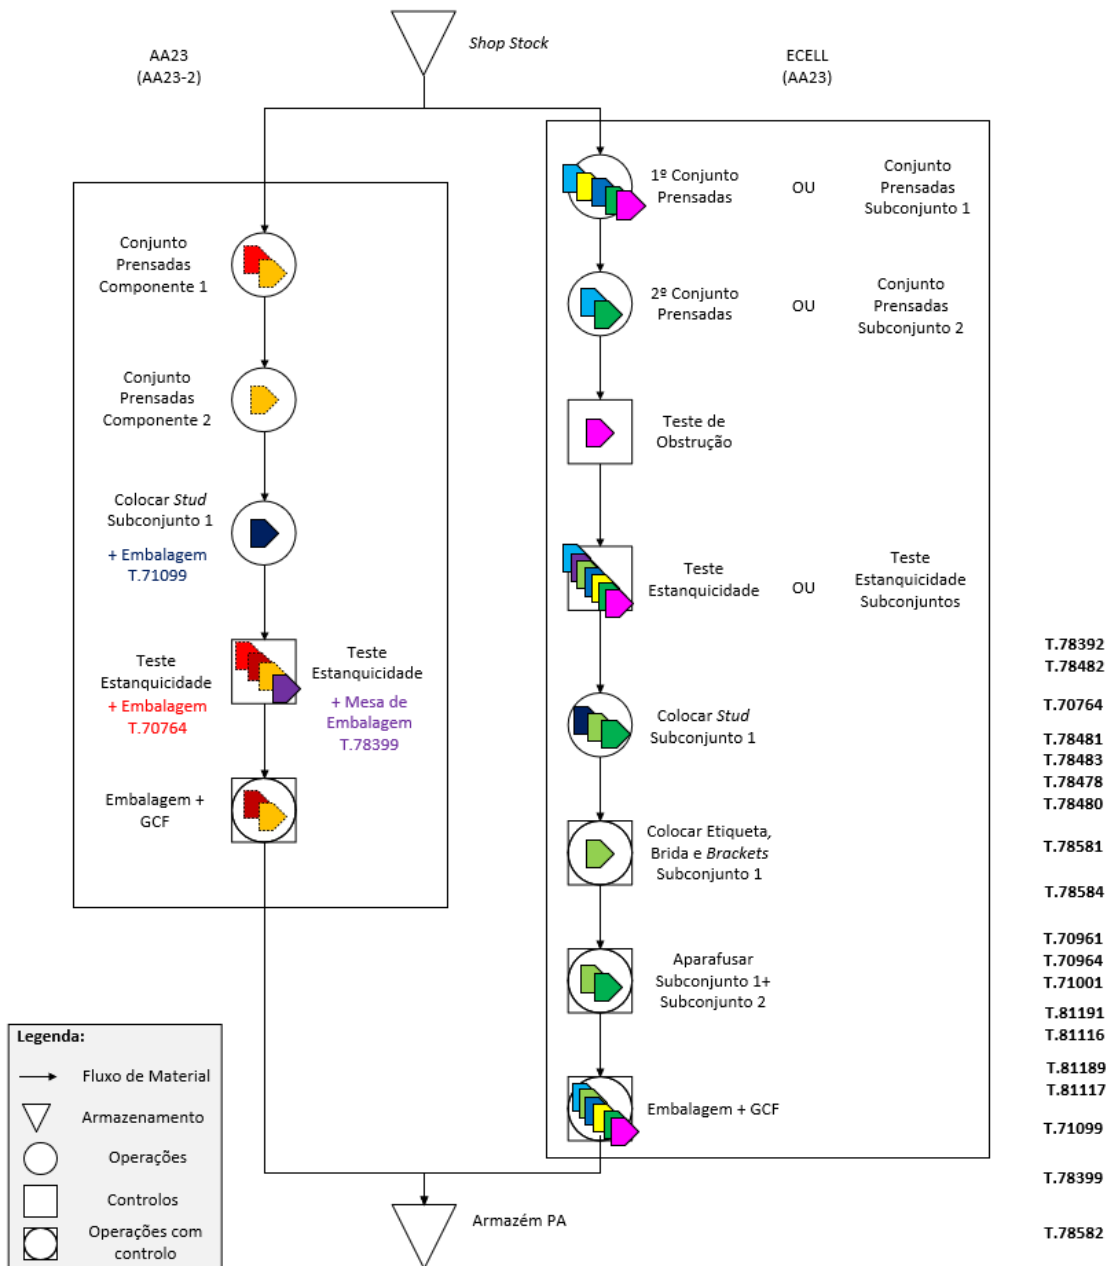 Shop Stock
AA23
(AA23-2)
ECELL
(AA23)
Conjunto
Prensadas
Componente 1
Conjunto
Prensadas
Componente 2
Colocar Stud
Subconjunto 1
+ Embalagem
T.71099
Teste
Estanquicidade
+ Embalagem
T.70764
Teste
Estanquicidade
+ Mesa de
Embalagem
T.78399
Embalagem +
GCF
1º Conjunto
Prensadas
OU
Conjunto
Prensadas
Subconjunto 1
2º Conjunto
Prensadas
OU
Conjunto
Prensadas
Subconjunto 2
Teste de
Obstrução
Teste
Estanquicidade
OU
Teste
Estanquicidade
Subconjuntos
Colocar Stud
Subconjunto 1
Colocar Etiqueta,
Brida e Brackets
Subconjunto 1
Aparafusar
Subconjunto 1+
Subconjunto 2
Embalagem + GCF
Armazém PA
T.78392
T.78482
T.70764
T.78481
T.78483
T.78478
T.78480
T.78581
T.78584
T.70961
T.70964
T.71001
T.81191
T.81116
T.81189
T.81117
T.71099
T.78399
T.78582
Legenda:
Fluxo de Material
Armazenamento
Operações
Controlos
Operações com
controlo